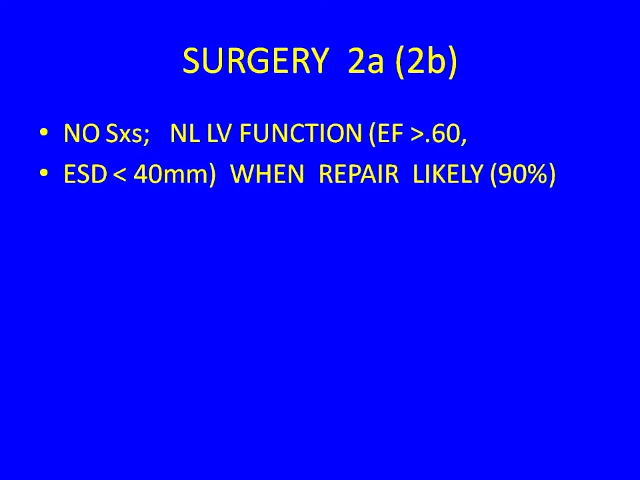 SURGERY 2a (2b)
• NO Sxs; NL LV FUNCTION (EF >.60,
• ESD < 40mm) WHEN REPAIR LIKELY (90%)